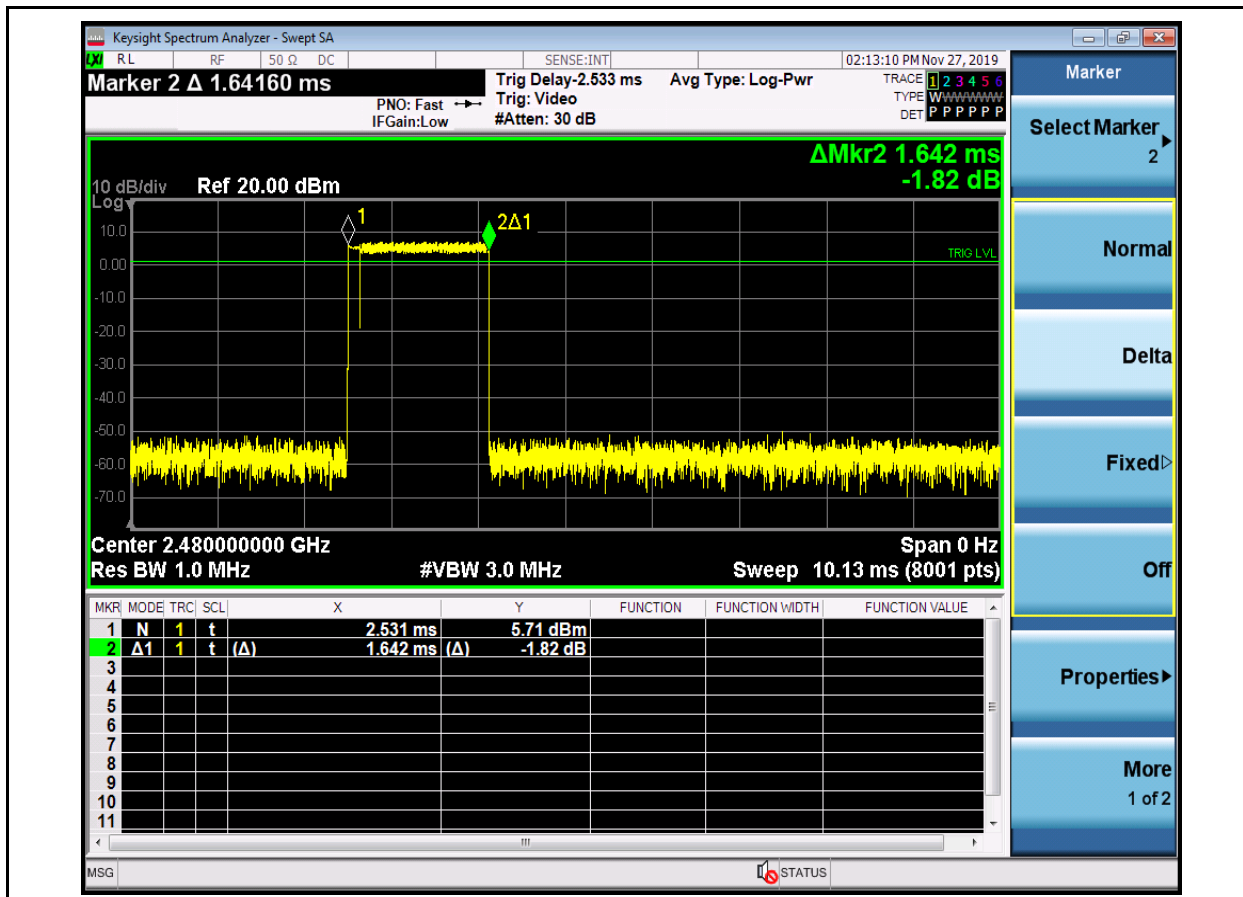 Keysight Spectrum Analyzer - Swept SA
LXI RL RF 50 Ω DC SENSE:INT 02:13:10 PM Nov 27, 2019
Marker 2 Δ 1.64160 ms
PNO: Fast
IFGain:Low
Trig Delay-2.533 ms
Trig: Video
#Atten: 30 dB
Avg Type: Log-Pwr
TRACE 1 2 3 4 5 6
TYPE WWWWWW
DET P P P P P P
ΔMkr2 1.642 ms
-1.82 dB
10 dB/div Ref 20.00 dBm
Log
1
2Δ1
10.0
TRIG LVL
0.00
-10.0
-20.0
-30.0
-40.0
-50.0
-60.0
-70.0
Center 2.480000000 GHz Span 0 Hz
Res BW 1.0 MHz #VBW 3.0 MHz Sweep 10.13 ms (8001 pts)
MKR MODE TRC SCL X Y FUNCTION FUNCTION WIDTH FUNCTION VALUE
1 N 1 t 2.531 ms 5.71 dBm
2 Δ1 1 t (Δ) 1.642 ms (Δ) -1.82 dB
3
4
5
6
7
8
9
10
11
MSG STATUS
Marker
Select Marker
2
Normal
Delta
Fixed
Off
Properties
More
1 of 2